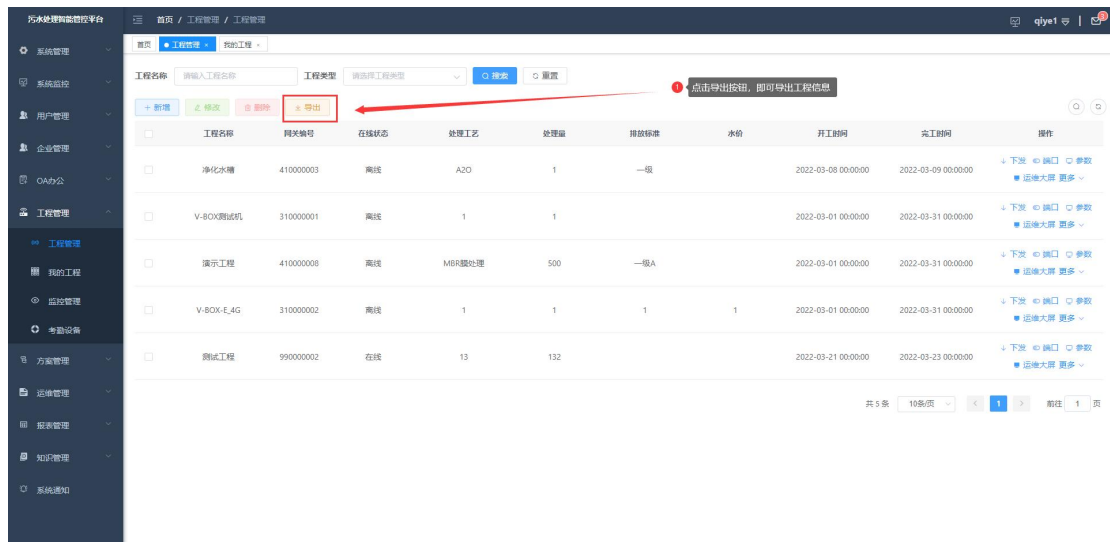 污水处理智能管控平台
首页 / 工程管理 / 工程管理
qiye1
3
首页
工程管理 ×
我的工程 ×
系统管理
系统监控
用户管理
企业管理
OA办公
工程管理
工程管理
我的工程
监控管理
考勤设备
方案管理
运维管理
报表管理
知识管理
系统通知
工程名称 请输入工程名称 工程类型 请选择工程类型 搜索 重置
1 点击导出按钮，即可导出工程信息
+ 新增 修改 删除 导出
工程名称 网关编号 在线状态 处理工艺 处理量 排放标准 水价 开工时间 完工时间 操作
净化水槽 410000003 离线 A2O 1 一级 2022-03-08 00:00:00 2022-03-09 00:00:00 下发 端口 参数
运维大屏 更多
V-BOX测试机 310000001 离线 1 1 2022-03-01 00:00:00 2022-03-31 00:00:00 下发 端口 参数
运维大屏 更多
演示工程 410000008 离线 MBR膜处理 500 一级A 2022-03-01 00:00:00 2022-03-31 00:00:00 下发 端口 参数
运维大屏 更多
V-BOX-E_4G 310000002 离线 1 1 1 1 2022-03-01 00:00:00 2022-03-31 00:00:00 下发 端口 参数
运维大屏 更多
测试工程 990000002 在线 13 132 2022-03-21 00:00:00 2022-03-23 00:00:00 下发 端口 参数
运维大屏 更多
共 5 条 10条/页 < 1 > 前往 1 页